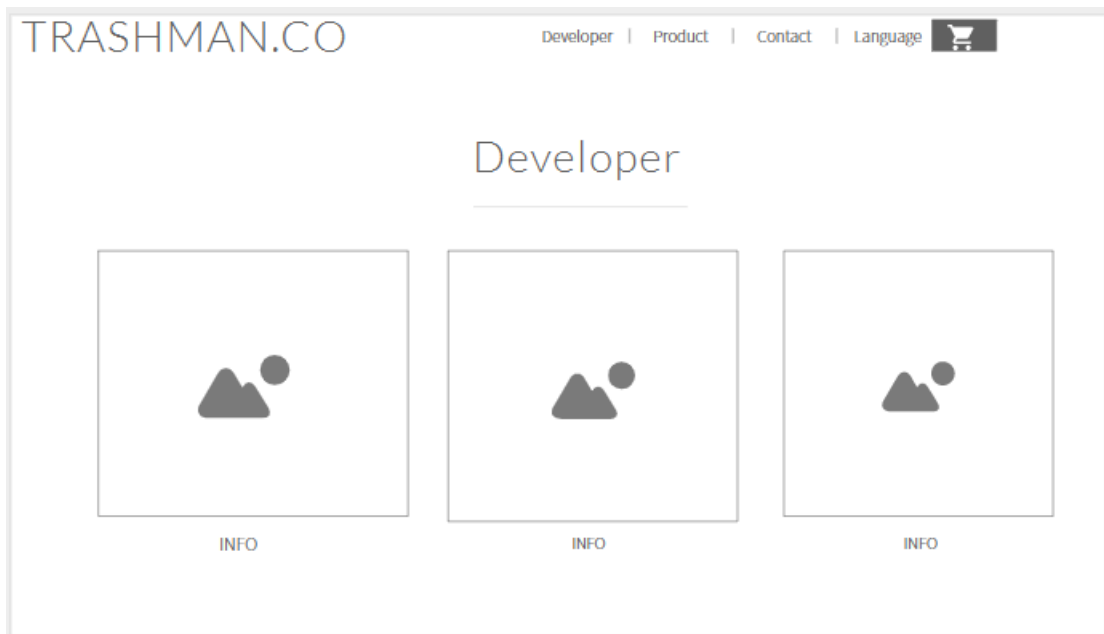 TRASHMAN.CO
Developer | Product | Contact | Language
Developer
INFO
INFO
INFO